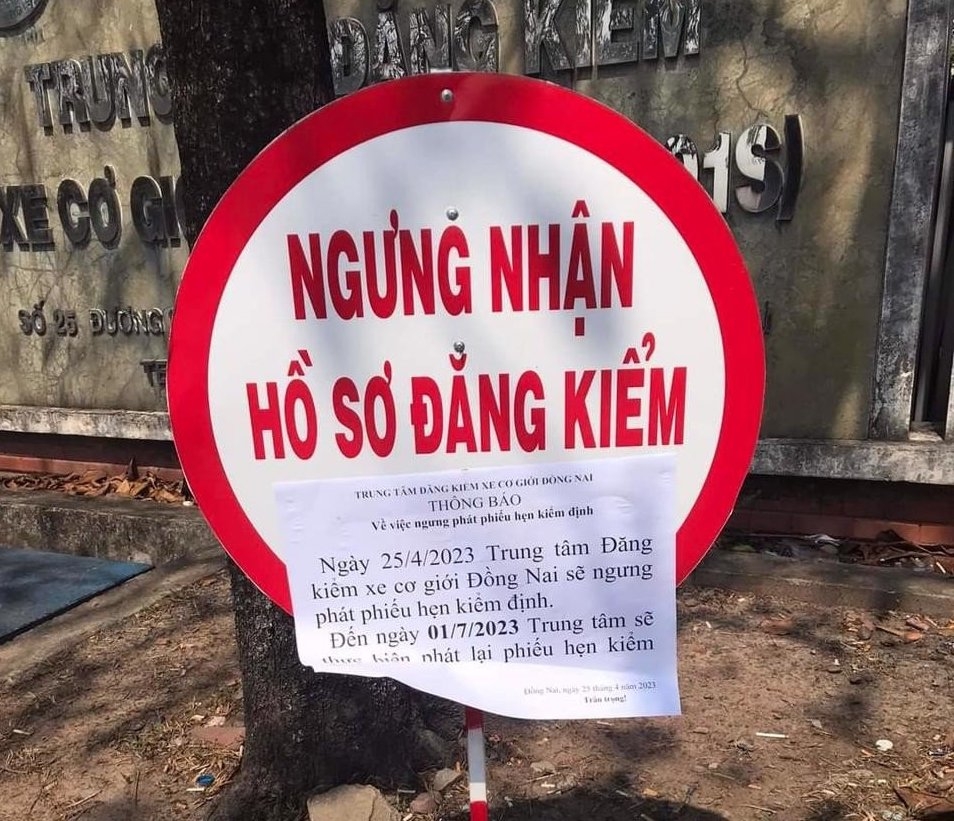 TRUNG ĐĂNG KIỂM
XE CƠ GIỚI 01S)
SỐ 25 ĐƯỜNG
NGƯNG NHẬN
HỒ SƠ ĐĂNG KIỂM
TRUNG TÂM ĐĂNG KIỂM XE CƠ GIỚI ĐỒNG NAI
THÔNG BÁO
Về việc ngưng phát phiếu hẹn kiểm định
Ngày 25/4/2023 Trung tâm Đăng
kiểm xe cơ giới Đồng Nai sẽ ngưng
phát phiếu hẹn kiểm định.
Đến ngày 01/7/2023 Trung tâm sẽ
thực hiện phát lại phiếu hẹn kiểm
Đồng Nai, ngày 25 tháng 4 năm 2023
Trân trọng!